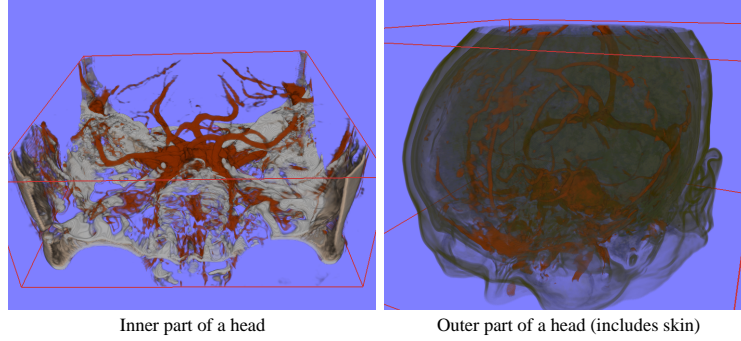 Inner part of a head
Outer part of a head (includes skin)